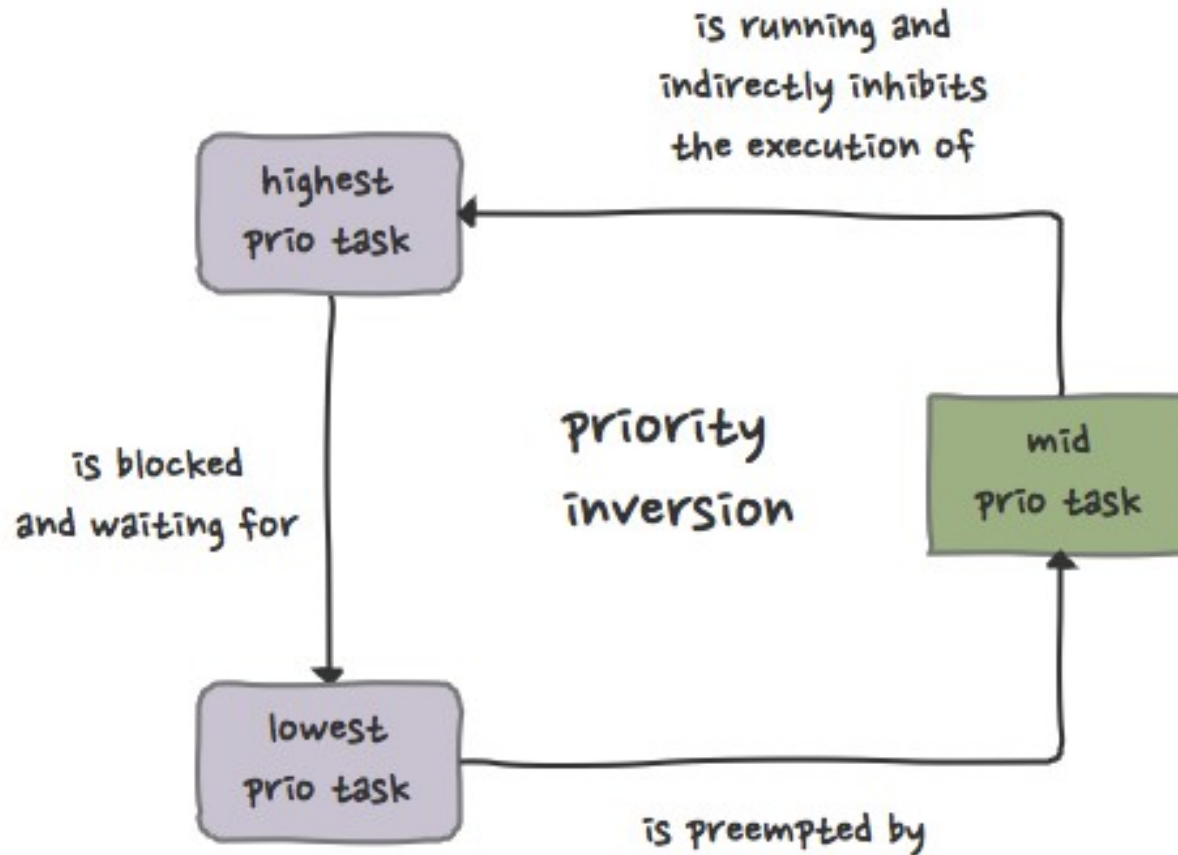 is running and
indirectly inhibits
the execution of
highest
prio task
is blocked
and waiting for
priority
inversion
mid
prio task
lowest
prio task
is preempted by